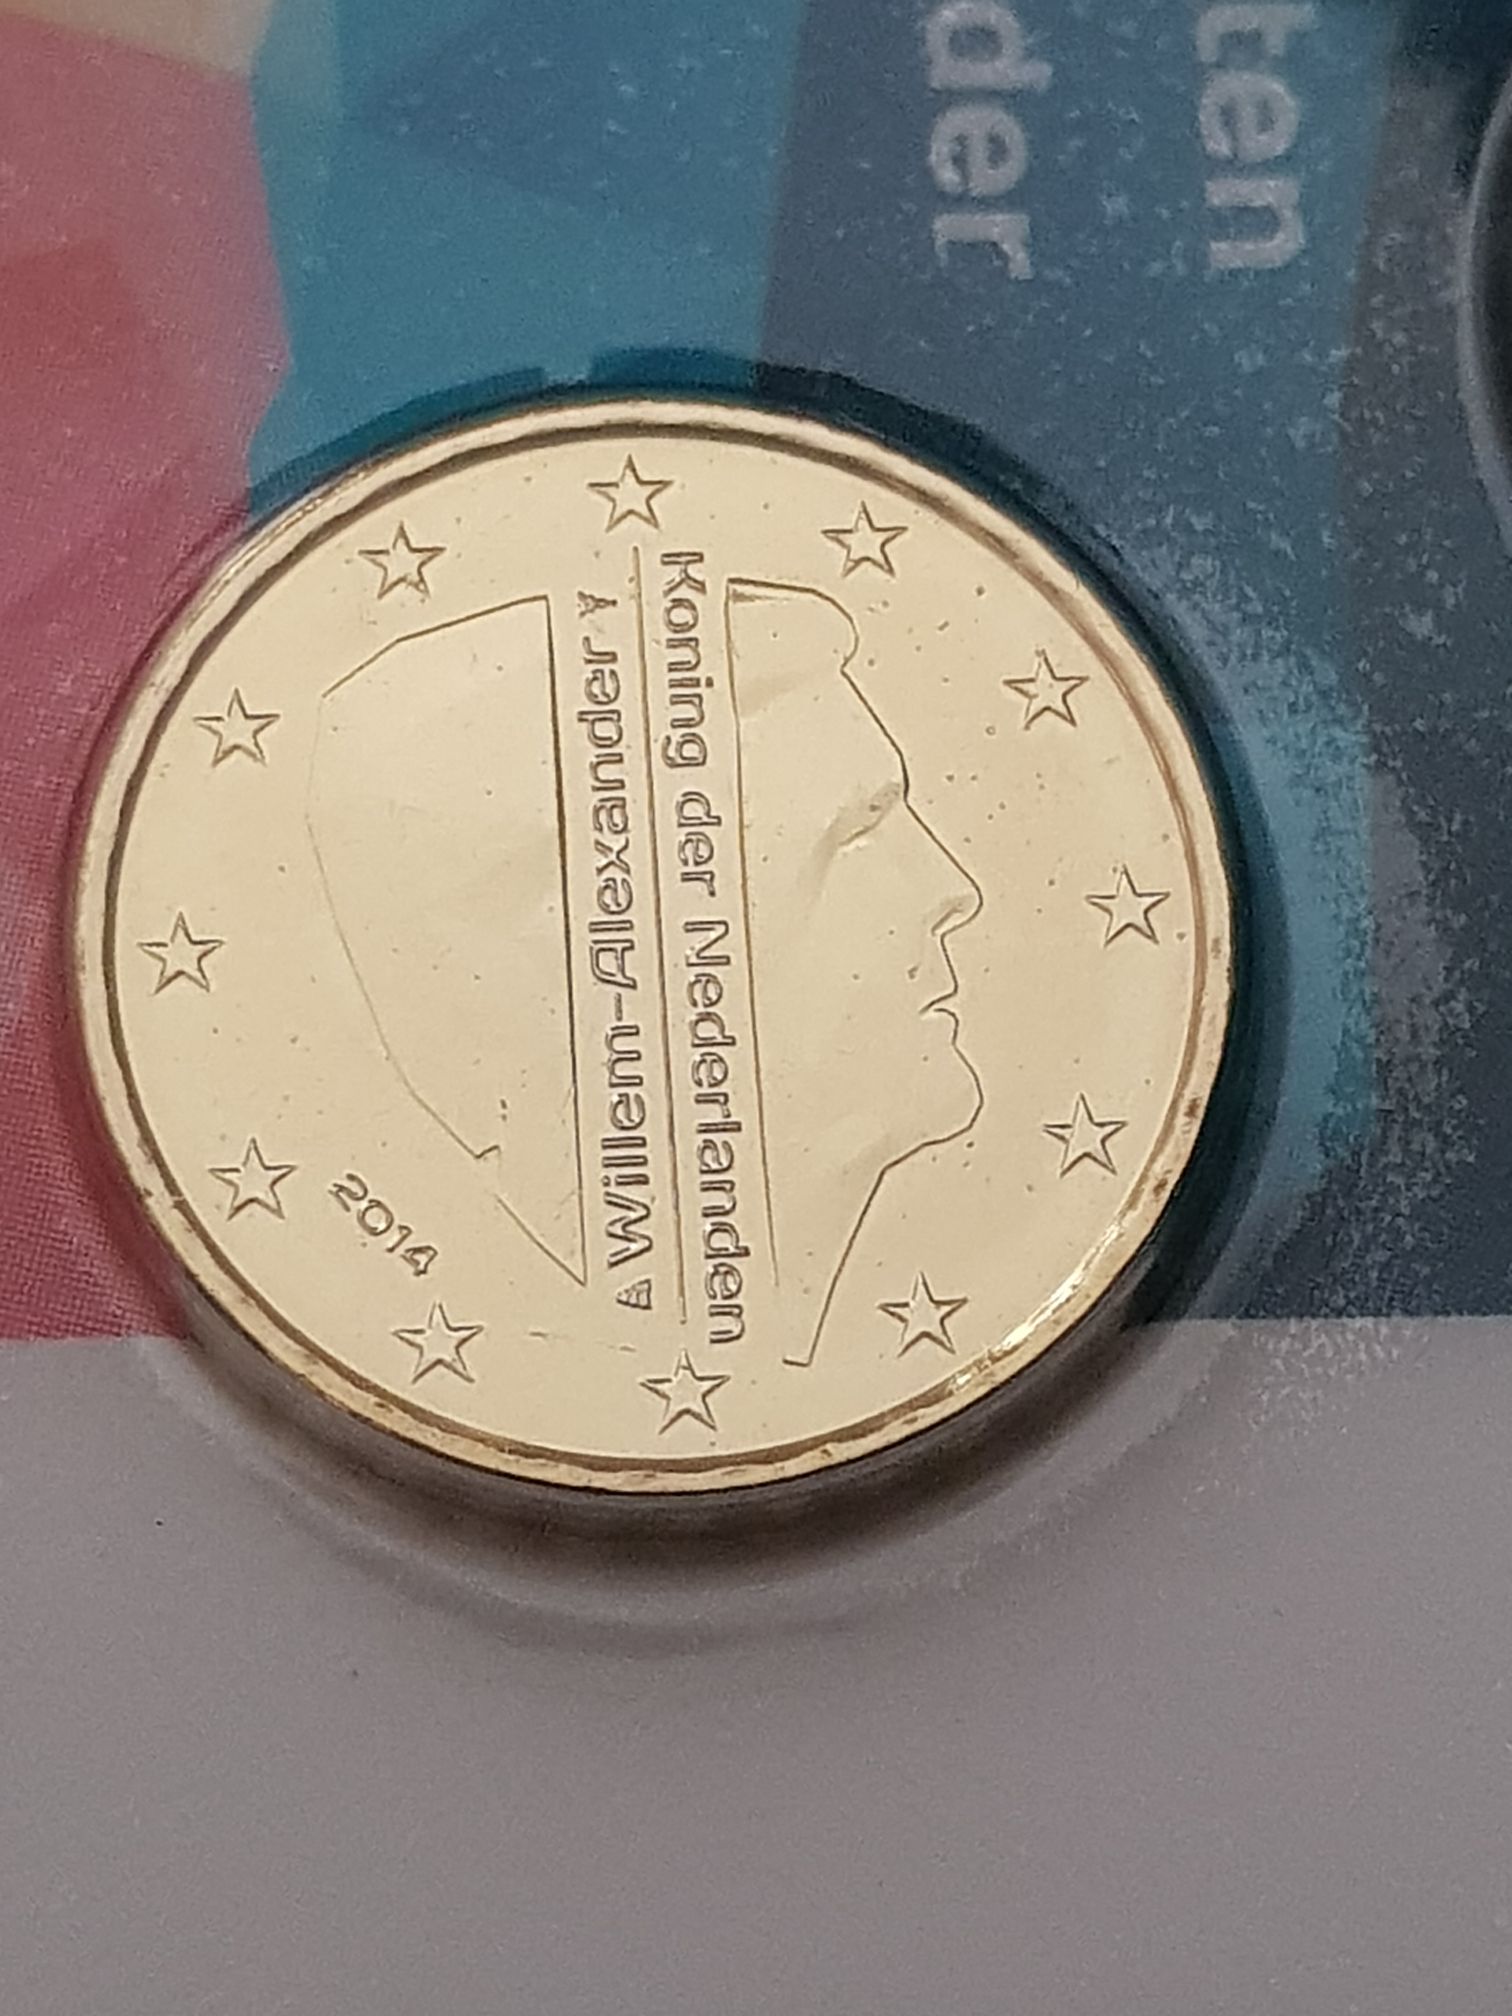 ten
der
Willem-Alexander
Koning der Nederlanden
2014